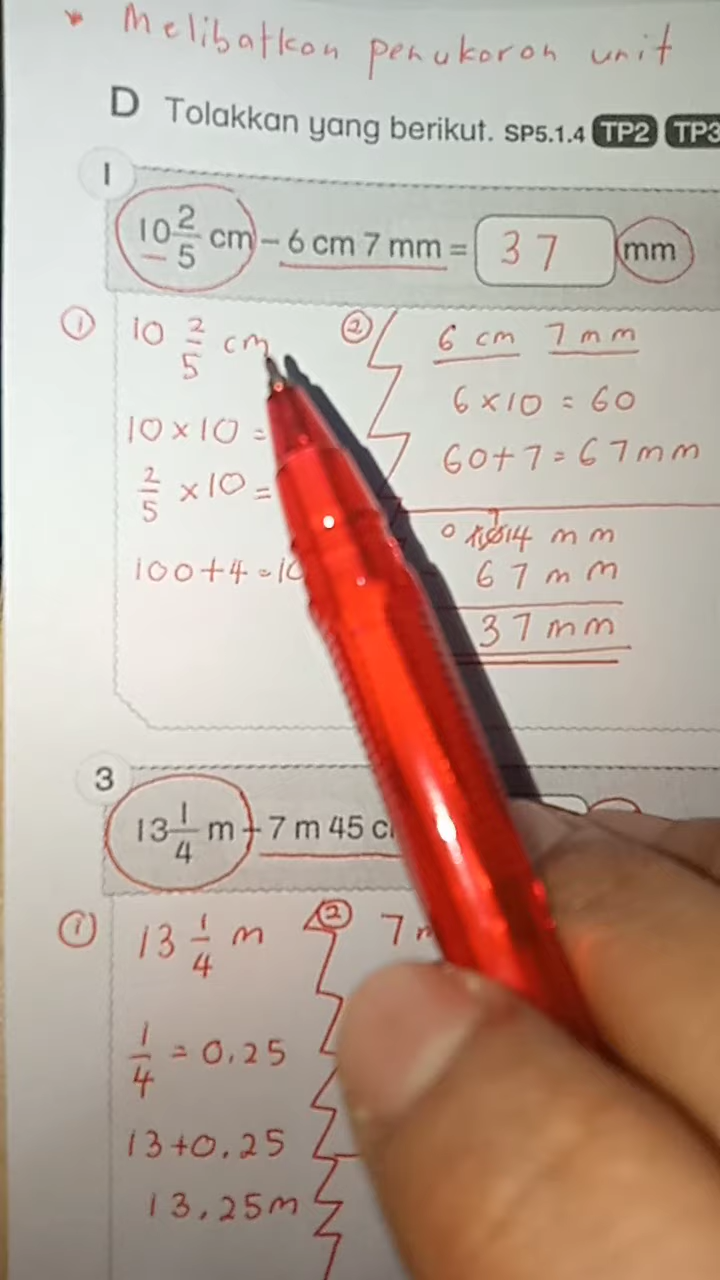 * Melibatkan penukaran unit
D Tolakkan yang berikut. SP5.1.4 TP2 TP3
1
10 2/5 cm − 6 cm 7 mm = 37 mm
① 10 2/5 cm
10 × 10 =
2/5 × 10 =
100 + 4 = 10
② 6 cm 7 mm
6 × 10 = 60
60 + 7 = 67 mm
104 mm
67 mm
37 mm
3
13 1/4 m − 7 m 45
① 13 1/4 m
1/4 = 0.25
13 + 0.25
13.25 m
② 7